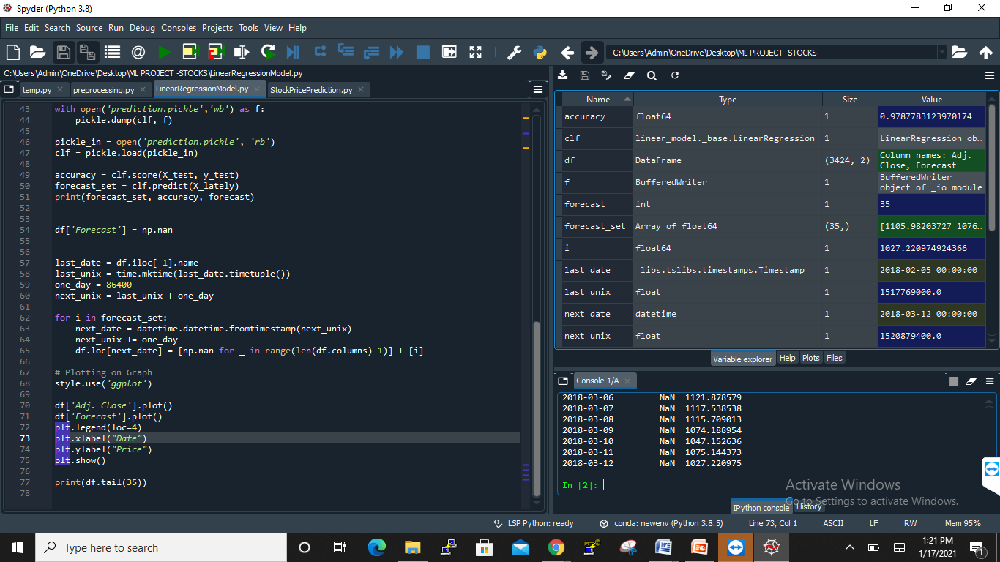 Spyder (Python 3.8)
File Edit Search Source Run Debug Consoles Projects Tools View Help
C:\Users\Admin\OneDrive\Desktop\ML PROJECT -STOCKS
C:\Users\Admin\OneDrive\Desktop\ML PROJECT -STOCKS\LinearRegressionModel.py
temp.py preprocessing.py LinearRegressionModel.py StockPricePrediction.py
43 with open('prediction.pickle','wb') as f:
44     pickle.dump(clf, f)
45
46 pickle_in = open('prediction.pickle', 'rb')
47 clf = pickle.load(pickle_in)
48
49 accuracy = clf.score(X_test, y_test)
50 forecast_set = clf.predict(X_lately)
51 print(forecast_set, accuracy, forecast)
52
53
54 df['Forecast'] = np.nan
55
56
57 last_date = df.iloc[-1].name
58 last_unix = time.mktime(last_date.timetuple())
59 one_day = 86400
60 next_unix = last_unix + one_day
61
62 for i in forecast_set:
63     next_date = datetime.datetime.fromtimestamp(next_unix)
64     next_unix += one_day
65     df.loc[next_date] = [np.nan for _ in range(len(df.columns)-1)] + [i]
66
67 # Plotting on Graph
68 style.use('ggplot')
69
70 df['Adj. Close'].plot()
71 df['Forecast'].plot()
72 plt.legend(loc=4)
73 plt.xlabel("Date")
74 plt.ylabel("Price")
75 plt.show()
76
77 print(df.tail(35))
78
Name Type Size Value
accuracy float64 1 0.9787783123970174
clf linear_model._base.LinearRegression 1 LinearRegression ob...
df DataFrame (3424, 2) Column names: Adj.
Close, Forecast
f BufferedWriter 1 BufferedWriter
object of _io module
forecast int 1 35
forecast_set Array of float64 (35,) [1105.98203727 1076...
i float64 1 1027.220974924366
last_date _libs.tslibs.timestamps.Timestamp 1 2018-02-05 00:00:00
last_unix float 1 1517769000.0
next_date datetime 1 2018-03-12 00:00:00
next_unix float 1 1520879400.0
Variable explorer Help Plots Files
Console 1/A
2018-03-06 NaN 1121.878579
2018-03-07 NaN 1117.538538
2018-03-08 NaN 1115.709013
2018-03-09 NaN 1074.188954
2018-03-10 NaN 1047.152636
2018-03-11 NaN 1075.144373
2018-03-12 NaN 1027.220975
In [2]:
Activate Windows
Go to Settings to activate Windows.
IPython console History
LSP Python: ready conda: newenv (Python 3.8.5) Line 73, Col 1 ASCII LF RW Mem 95%
Type here to search
1:21 PM
1/17/2021
1